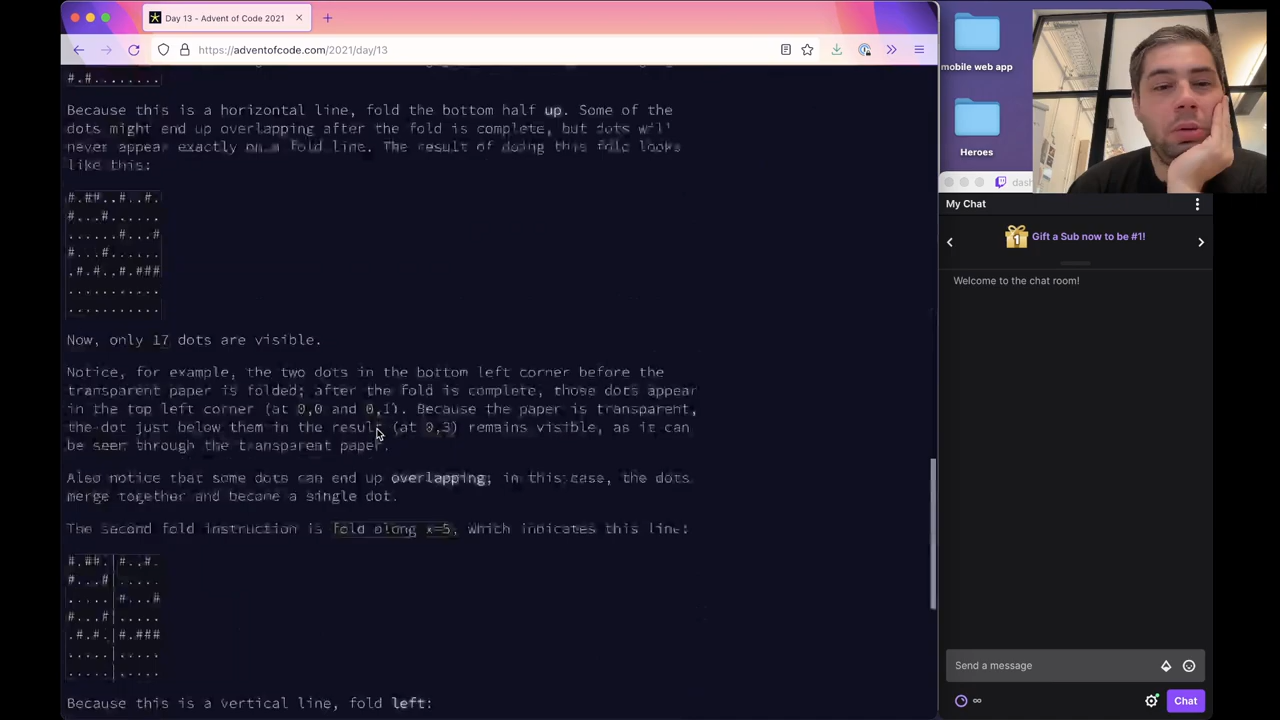 Day 13 - Advent of Code 2021
https://adventofcode.com/2021/day/13
#.#........
Because this is a horizontal line, fold the bottom half up. Some of the
dots might end up overlapping after the fold is complete, but dots will
never appear exactly on a fold line. The result of doing this fold looks
like this:
#.##..#..#.
#...#......
......#...#
#...#......
.#.#..#.###
...........
...........
Now, only 17 dots are visible.
Notice, for example, the two dots in the bottom left corner before the
transparent paper is folded; after the fold is complete, those dots appear
in the top left corner (at 0,0 and 0,1). Because the paper is transparent,
the dot just below them in the result (at 0,3) remains visible, as it can
be seen through the transparent paper.
Also notice that some dots can end up overlapping; in this case, the dots
merge together and become a single dot.
The second fold instruction is fold along x=5, which indicates this line:
#.##.|#..#.
#...#|.....
.....|#...#
#...#|.....
.#.#.|#.###
.....|.....
.....|.....
Because this is a vertical line, fold left:
mobile web app
Heroes
dash
My Chat
1
Gift a Sub now to be #1!
Welcome to the chat room!
Send a message
∞
Chat